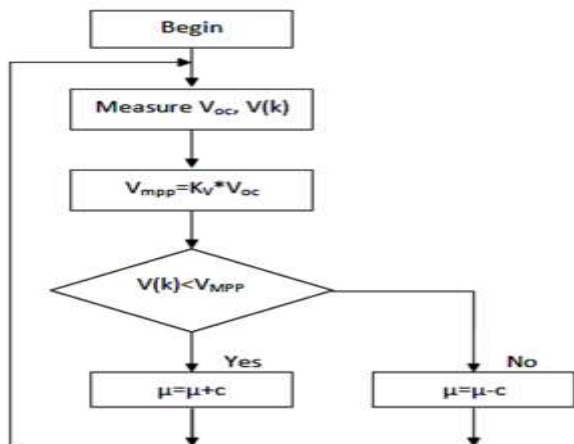 Begin
Measure Voc, V(k)
Vmpp=KV*Voc
V(k)<VMPP
Yes
No
μ=μ+c
μ=μ-c